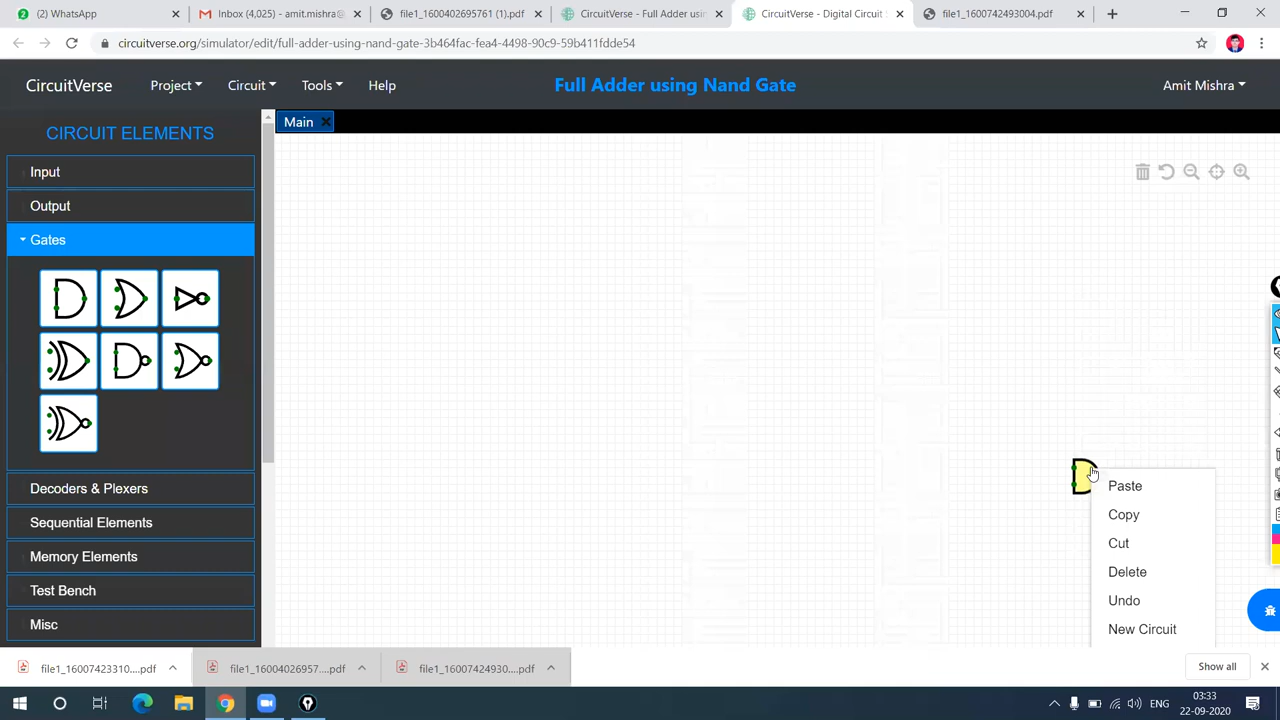 (2) WhatsApp
Inbox (4,025) - amit.mishra@
file1_1600402695761 (1).pdf
CircuitVerse - Full Adder using
CircuitVerse - Digital Circuit S
file1_1600742493004.pdf
circuitverse.org/simulator/edit/full-adder-using-nand-gate-3b464fac-fea4-4498-90c9-59b411fdde54
CircuitVerse
Project
Circuit
Tools
Help
Full Adder using Nand Gate
Amit Mishra
CIRCUIT ELEMENTS
Main
Input
Output
Gates
Decoders & Plexers
Sequential Elements
Memory Elements
Test Bench
Misc
Paste
Copy
Cut
Delete
Undo
New Circuit
file1_16007423310....pdf
file1_16004026957....pdf
file1_16007424930....pdf
Show all
ENG
03:33
22-09-2020